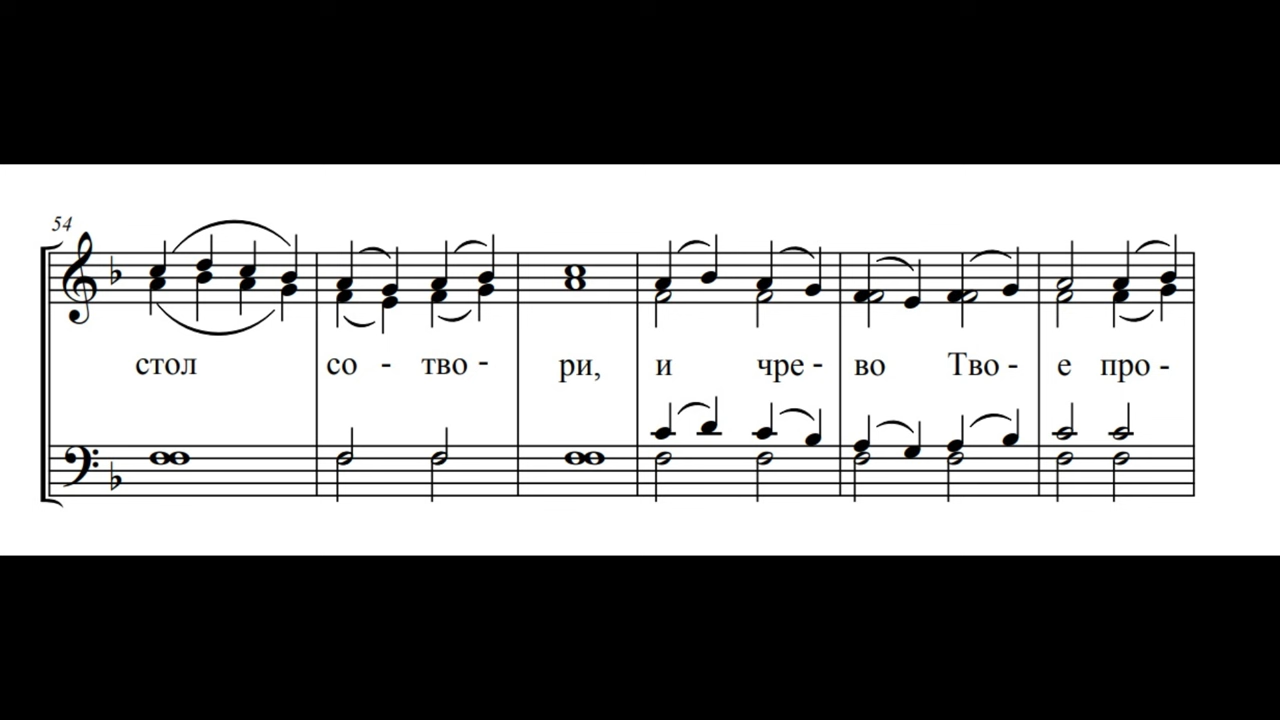 54
стол со - тво - ри, и чре - во Тво - е про -